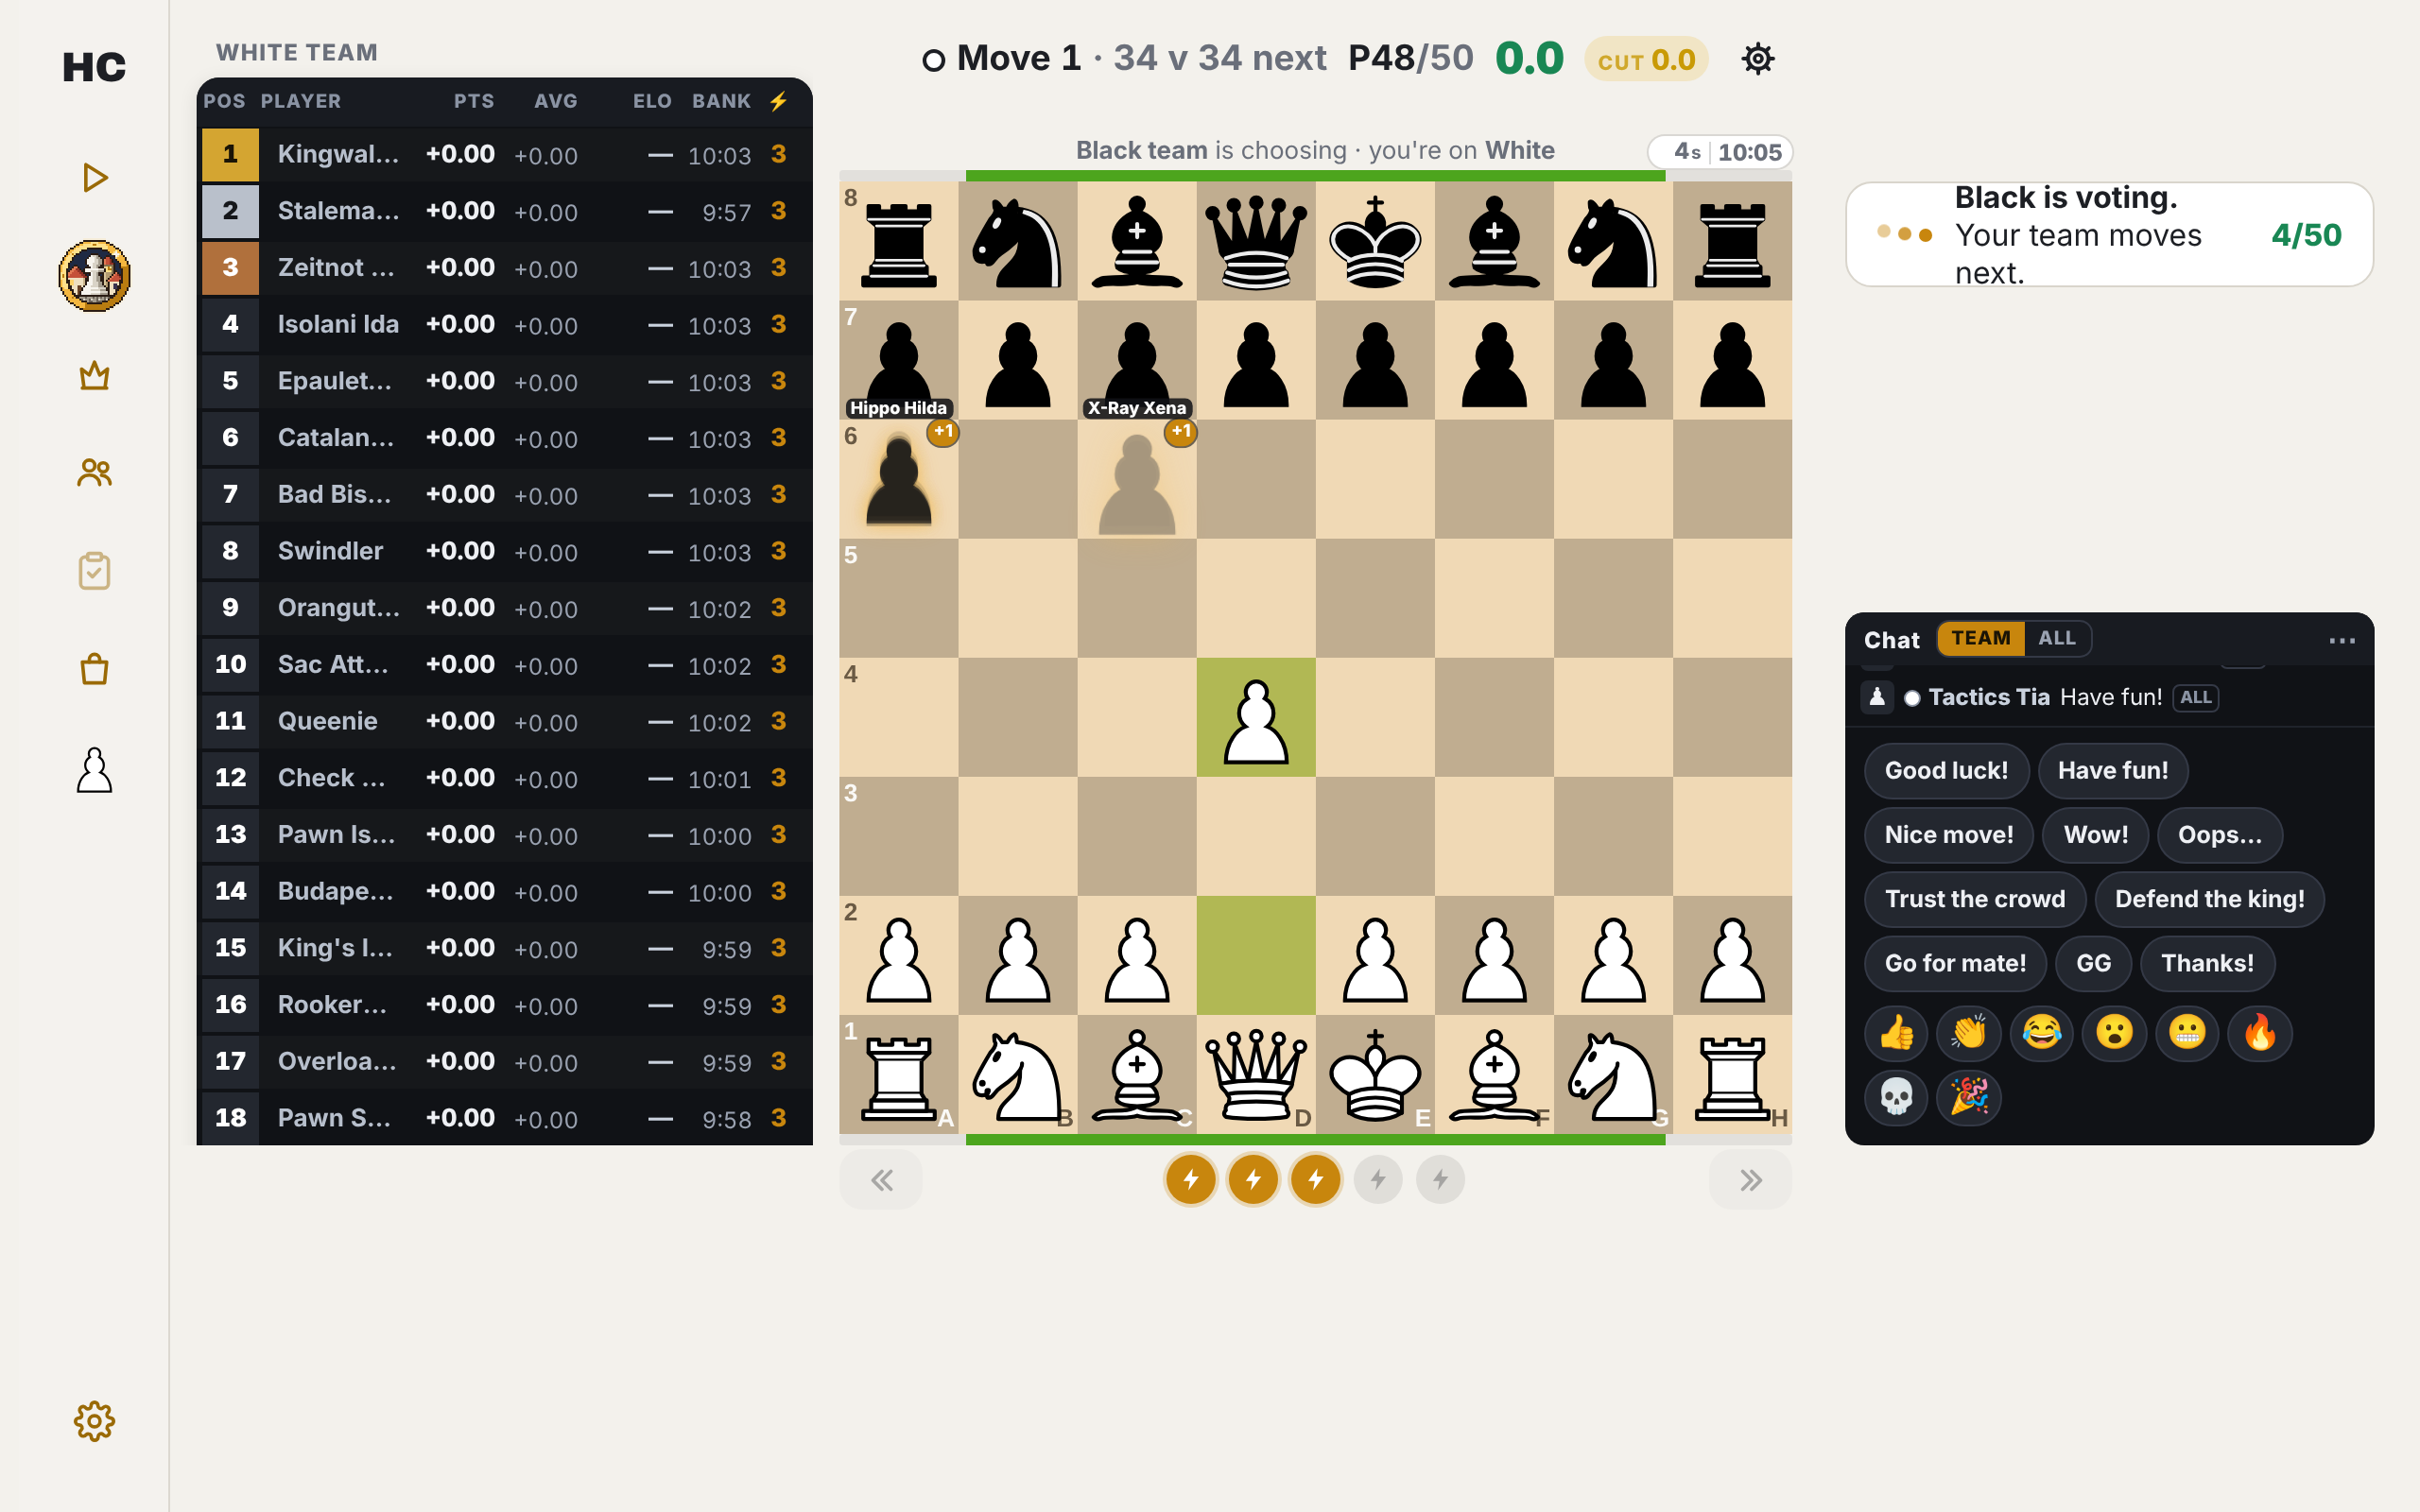 HC
WHITE TEAM
Move 1 · 34 v 34 next P48/50 0.0 CUT 0.0
POS PLAYER PTS AVG ELO BANK ⚡
1 Kingwal… +0.00 +0.00 — 10:03 3
2 Stalema… +0.00 +0.00 — 9:57 3
3 Zeitnot … +0.00 +0.00 — 10:03 3
4 Isolani Ida +0.00 +0.00 — 10:03 3
5 Epaulet… +0.00 +0.00 — 10:03 3
6 Catalan… +0.00 +0.00 — 10:03 3
7 Bad Bis… +0.00 +0.00 — 10:03 3
8 Swindler +0.00 +0.00 — 10:03 3
9 Orangut… +0.00 +0.00 — 10:02 3
10 Sac Att… +0.00 +0.00 — 10:02 3
11 Queenie +0.00 +0.00 — 10:02 3
12 Check … +0.00 +0.00 — 10:01 3
13 Pawn Is… +0.00 +0.00 — 10:00 3
14 Budape… +0.00 +0.00 — 10:00 3
15 King's I… +0.00 +0.00 — 9:59 3
16 Rooker… +0.00 +0.00 — 9:59 3
17 Overloa… +0.00 +0.00 — 9:59 3
18 Pawn S… +0.00 +0.00 — 9:58 3
Black team is choosing · you're on White
4s 10:05
8
7
Hippo Hilda X-Ray Xena
6 +1 +1
5
4
3
2
1
A B C D E F G H
Black is voting.
Your team moves
next.
4/50
Chat TEAM ALL ...
Tactics Tia Have fun! ALL
Good luck! Have fun!
Nice move! Wow! Oops…
Trust the crowd Defend the king!
Go for mate! GG Thanks!